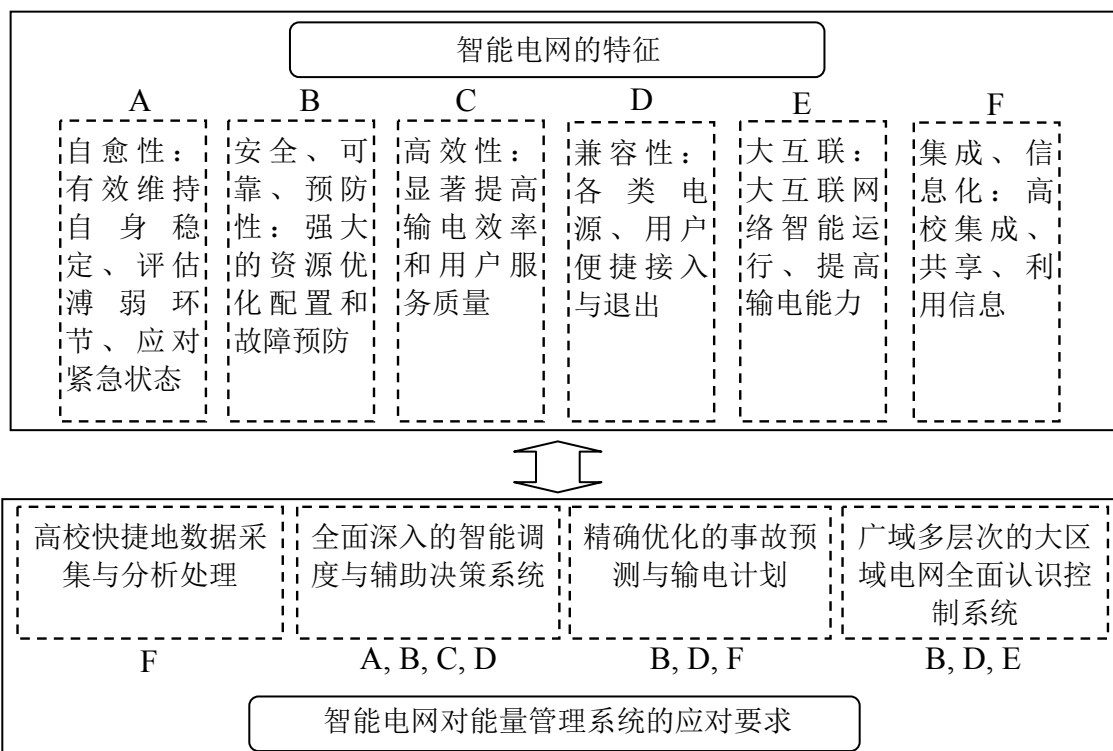 智能电网的特征
A
自愈性：
有效维持
自身稳
定、评估
溥弱环
节、应对
紧急状态
B
安全、可
靠、预防
性：强大
的资源优
化配置和
故障预防
C
高效性：
显著提高
输电效率
和用户服
务质量
D
兼容性：
各类电
源、用户
便捷接入
与退出
E
大互联：
大互联网
络智能运
行、提高
输电能力
F
集成、信
息化：高
校集成、
共享、利
用信息
高校快捷地数据采
集与分析处理
F
全面深入的智能调
度与辅助决策系统
A, B, C, D
精确优化的事故预
测与输电计划
B, D, F
广域多层次的大区
域电网全面认识控
制系统
B, D, E
智能电网对能量管理系统的应对要求